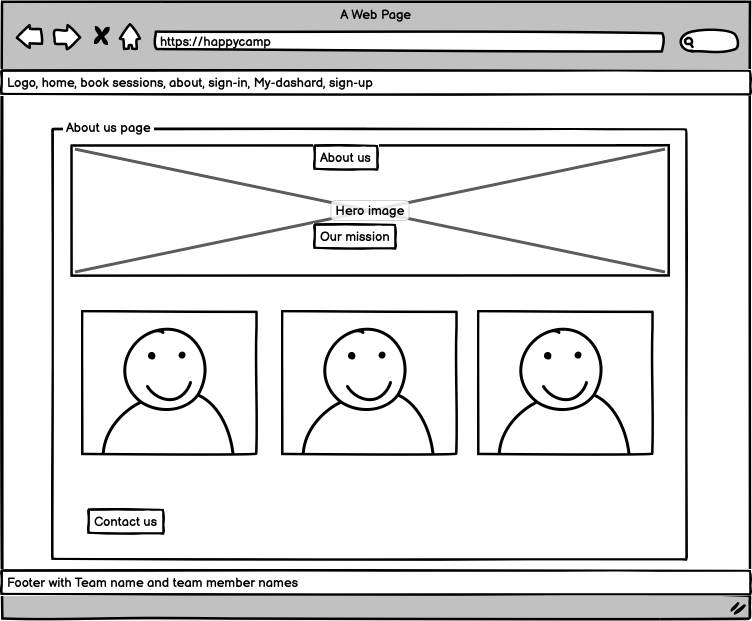 A Web Page
https://happycamp
Logo, home, book sessions, about, sign-in, My-dashard, sign-up
About us page
About us
Hero image
Our mission
Contact us
Footer with Team name and team member names